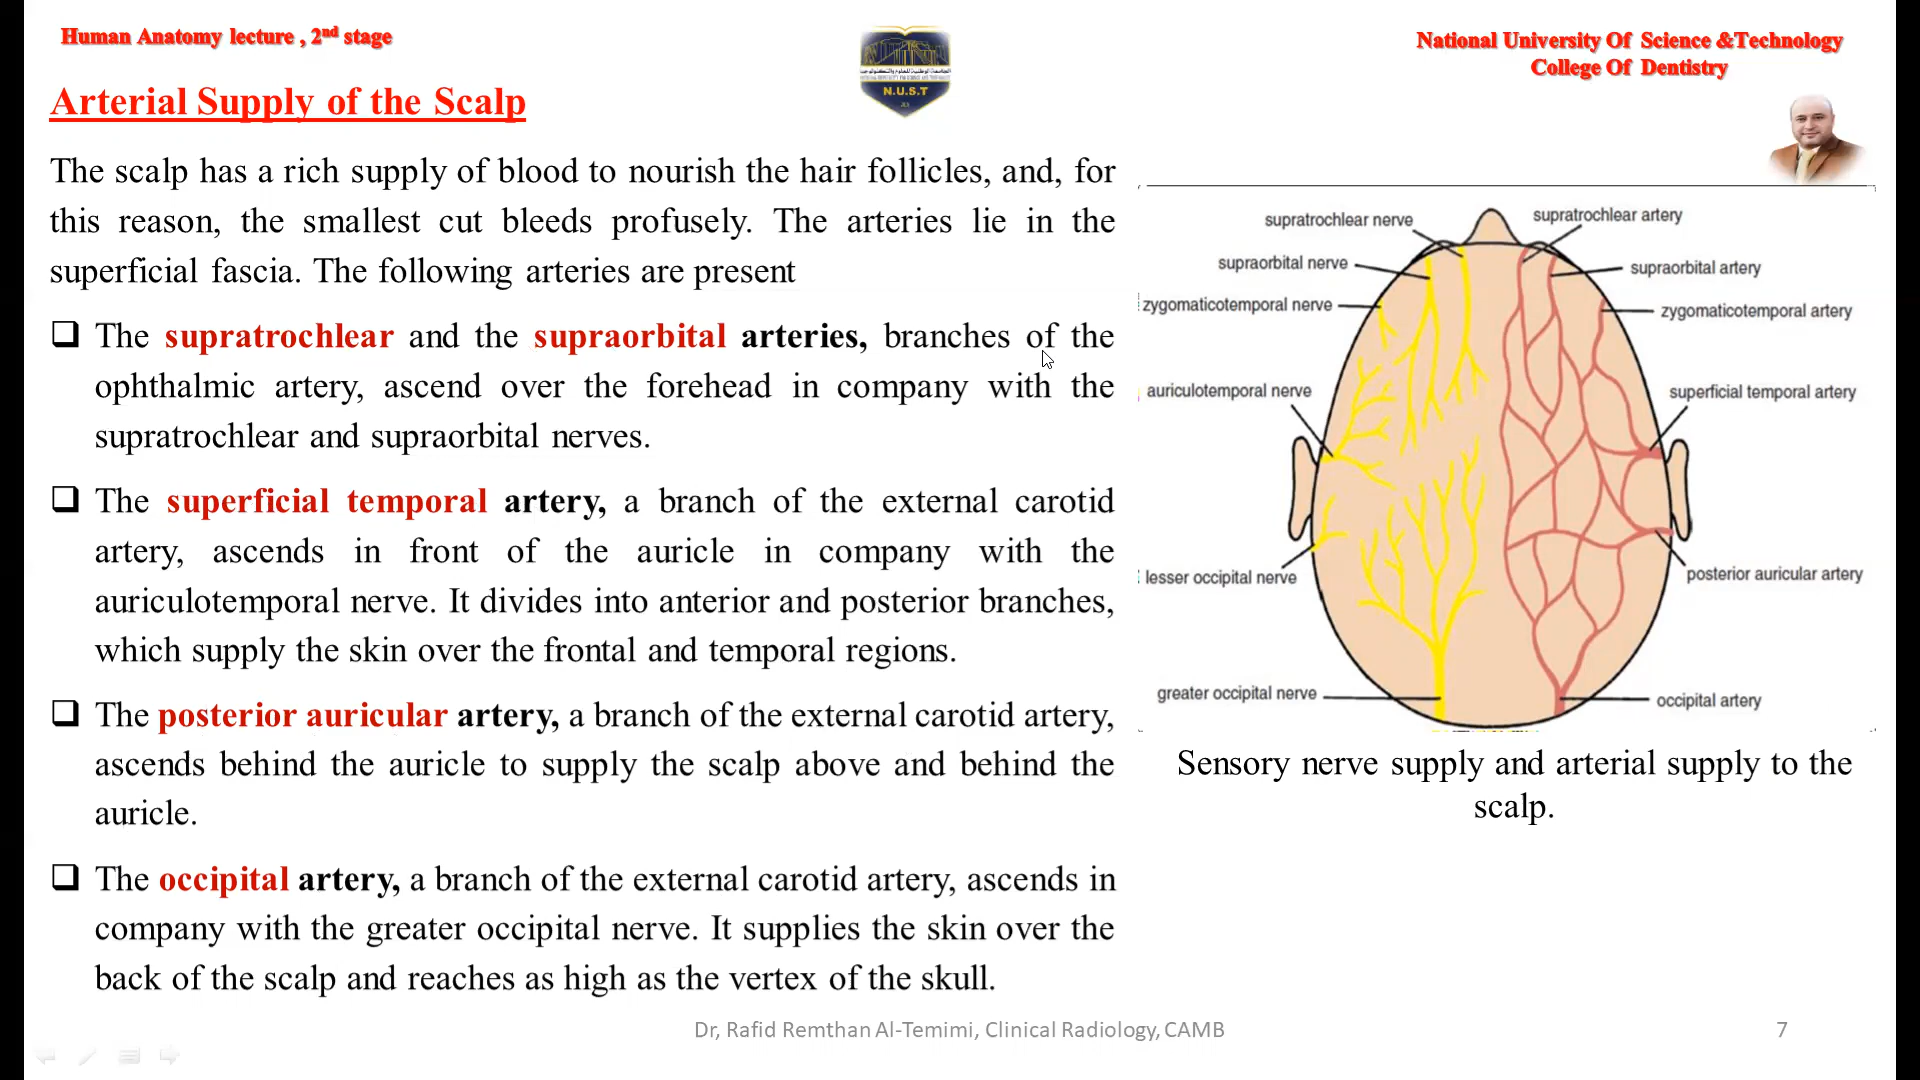 Human Anatomy lecture , 2nd stage
National University Of Science &Technology
College Of Dentistry
N.U.S.T
Arterial Supply of the Scalp
The scalp has a rich supply of blood to nourish the hair follicles, and, for
this reason, the smallest cut bleeds profusely. The arteries lie in the
superficial fascia. The following arteries are present
❑ The supratrochlear and the supraorbital arteries, branches of the
ophthalmic artery, ascend over the forehead in company with the
supratrochlear and supraorbital nerves.
❑ The superficial temporal artery, a branch of the external carotid
artery, ascends in front of the auricle in company with the
auriculotemporal nerve. It divides into anterior and posterior branches,
which supply the skin over the frontal and temporal regions.
❑ The posterior auricular artery, a branch of the external carotid artery,
ascends behind the auricle to supply the scalp above and behind the
auricle.
❑ The occipital artery, a branch of the external carotid artery, ascends in
company with the greater occipital nerve. It supplies the skin over the
back of the scalp and reaches as high as the vertex of the skull.
supratrochlear nerve
supraorbital nerve
zygomaticotemporal nerve
auriculotemporal nerve
lesser occipital nerve
greater occipital nerve
supratrochlear artery
supraorbital artery
zygomaticotemporal artery
superficial temporal artery
posterior auricular artery
occipital artery
Sensory nerve supply and arterial supply to the
scalp.
Dr, Rafid Remthan Al-Temimi, Clinical Radiology, CAMB
7